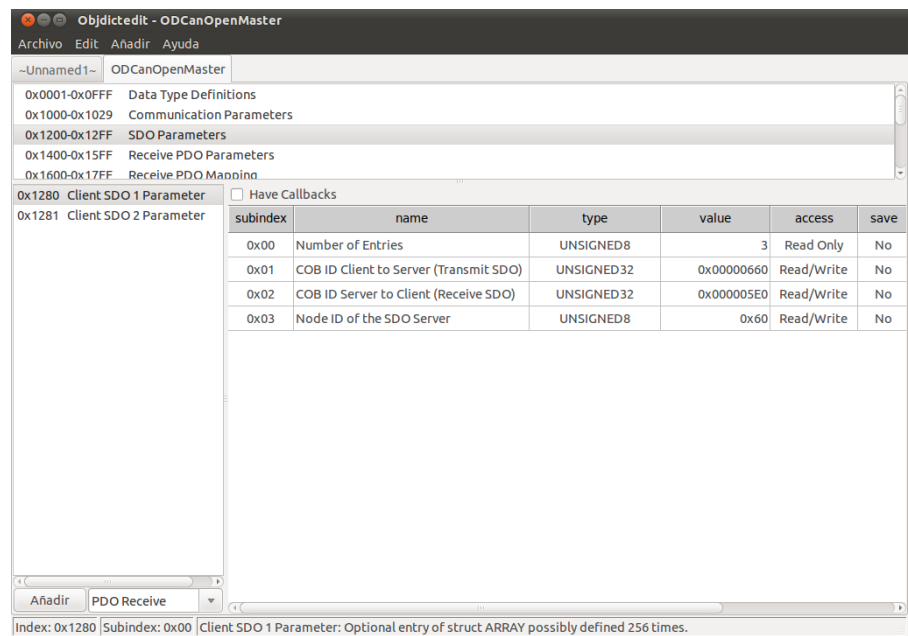 Objdictedit - ODCanOpenMaster
Archivo Edit Añadir Ayuda
~Unnamed1~ ODCanOpenMaster
0x0001-0x0FFF Data Type Definitions
0x1000-0x1029 Communication Parameters
0x1200-0x12FF SDO Parameters
0x1400-0x15FF Receive PDO Parameters
0x1600-0x17FF Receive PDO Mapping
0x1280 Client SDO 1 Parameter
0x1281 Client SDO 2 Parameter
Have Callbacks
subindex name type value access save
0x00 Number of Entries UNSIGNED8 3 Read Only No
0x01 COB ID Client to Server (Transmit SDO) UNSIGNED32 0x00000660 Read/Write No
0x02 COB ID Server to Client (Receive SDO) UNSIGNED32 0x000005E0 Read/Write No
0x03 Node ID of the SDO Server UNSIGNED8 0x60 Read/Write No
Añadir PDO Receive
Index: 0x1280 Subindex: 0x00 Client SDO 1 Parameter: Optional entry of struct ARRAY possibly defined 256 times.